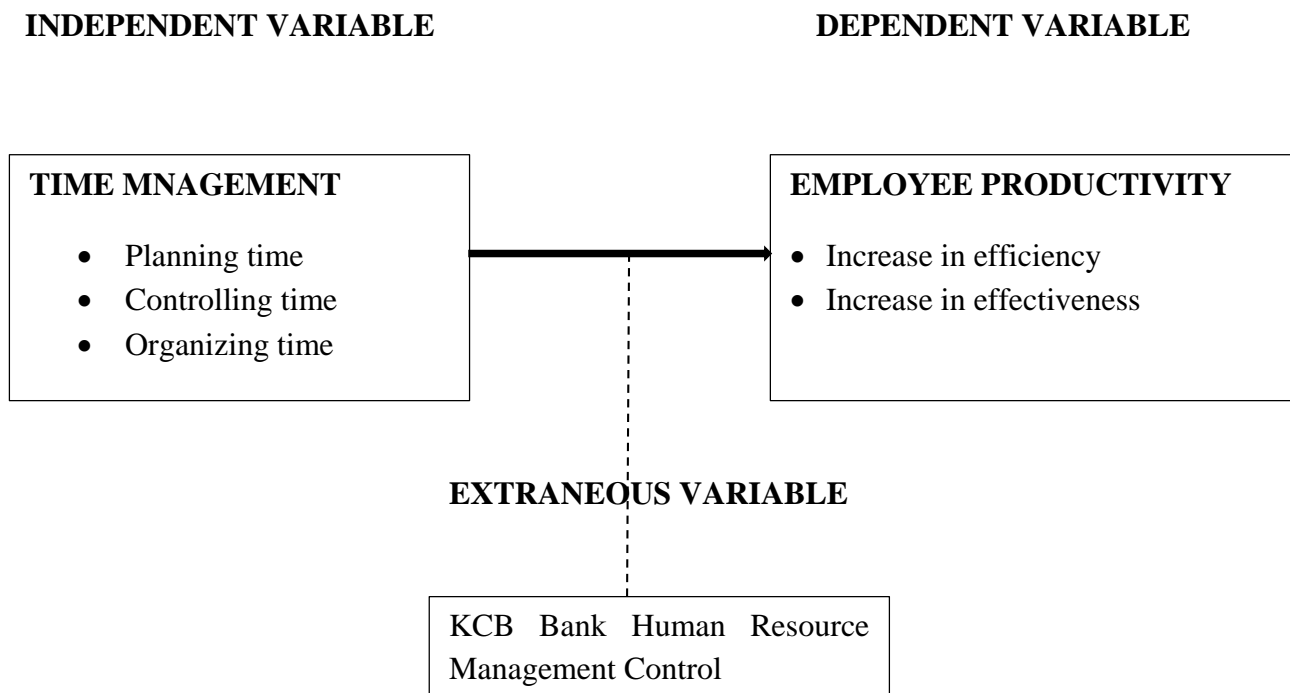 INDEPENDENT VARIABLE
DEPENDENT VARIABLE
TIME MNAGEMENT
• Planning time
• Controlling time
• Organizing time
EMPLOYEE PRODUCTIVITY
• Increase in efficiency
• Increase in effectiveness
EXTRANEOUS VARIABLE
KCB Bank Human Resource
Management Control